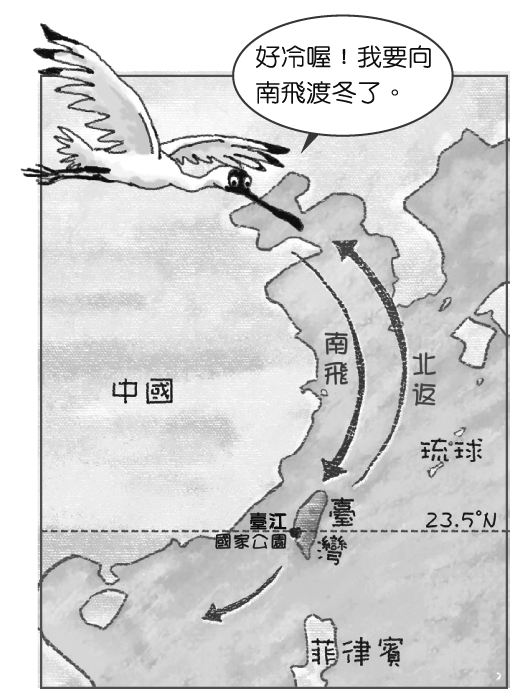 好冷喔！我要向
南飛渡冬了。
南飛
北返
中國
琉球
臺江
國家公園
臺灣
23.5°N
菲律賓